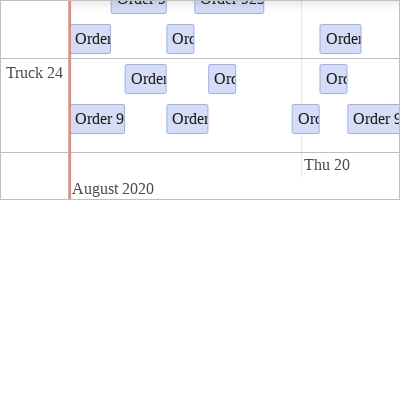 Order 9 Order 923
Order Orc Order
Truck 24 Order Orc Orc
Order 9 Order Orc Order 9
Thu 20
August 2020